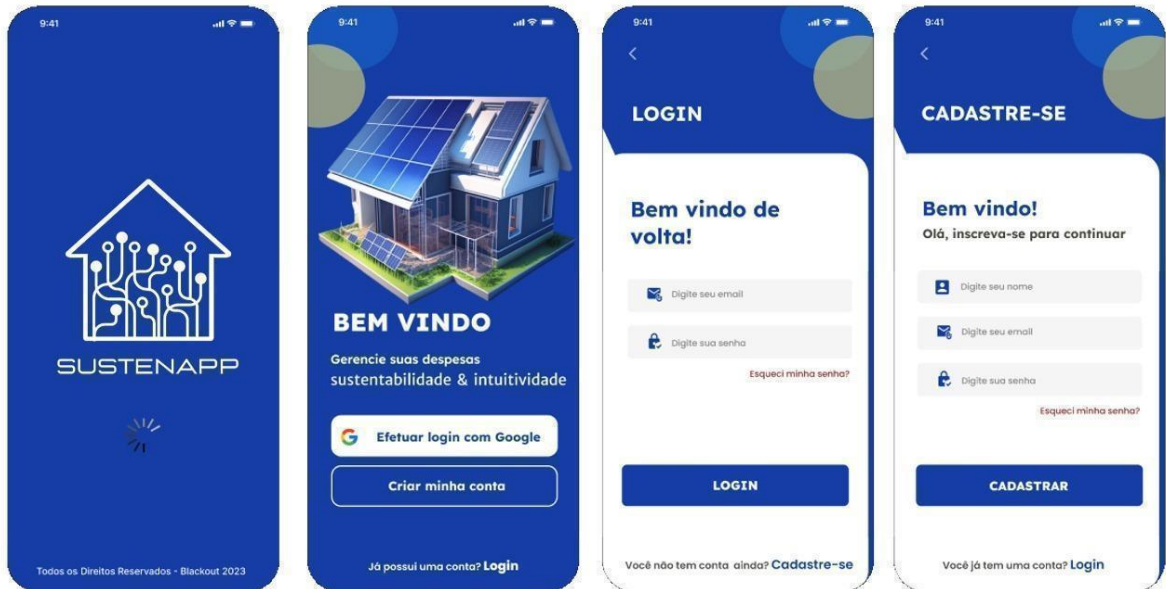 9:41
SUSTENAPP
Todos os Direitos Reservados - Blackout 2023
9:41
BEM VINDO
Gerencie suas despesas
sustentabilidade & intuitividade
Efetuar login com Google
Criar minha conta
Já possui uma conta? Login
9:41
LOGIN
Bem vindo de
volta!
Digite seu email
Digite sua senha
Esqueci minha senha?
LOGIN
Você não tem conta ainda? Cadastre-se
9:41
CADASTRE-SE
Bem vindo!
Olá, inscreva-se para continuar
Digite seu nome
Digite seu email
Digite sua senha
Esqueci minha senha?
CADASTRAR
Você já tem uma conta? Login